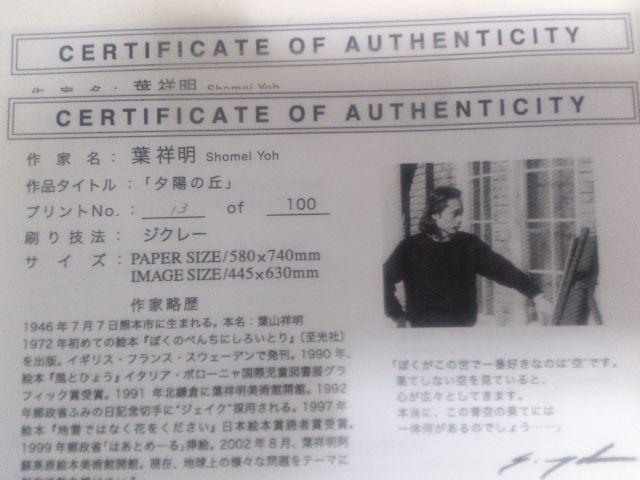 CERTIFICATE OF AUTHENTICITY
作家名: 葉祥明 Shomei Yoh
CERTIFICATE OF AUTHENTICITY
作家名: 葉祥明 Shomei Yoh
作品タイトル:「夕陽の丘」
プリントNo.: 13 of 100
刷り技法: ジクレー
サイズ: PAPER SIZE/580×740mm
IMAGE SIZE/445×630mm
作家略歴
1946年7月7日熊本市に生まれる。本名:葉山祥明
1972年初めての絵本『ぼくのべんちにしろいとり』(至光社)
を出版。イギリス・フランス・スウェーデンで発刊。1990年、
絵本『風とひょう』イタリア・ボローニャ国際児童図書展グラ
フィック賞受賞。1991年北鎌倉に葉祥明美術館開館。1992
年郵政省ふみの日記念切手に"ジェイク"採用される。1997年
絵本『地雷ではなく花をください』日本絵本賞読者賞受賞。
1999年郵政省「はあとめーる」挿絵。2002年8月、葉祥明阿
蘇高原絵本美術館開館。現在、地球上の様々な問題をテーマに
「ぼくがこの世で一番好きなのは"空"です。
果てしない空を見ていると、
心が広々としてきます。
本当に、この青空の果てには
一体何があるのでしょう……」